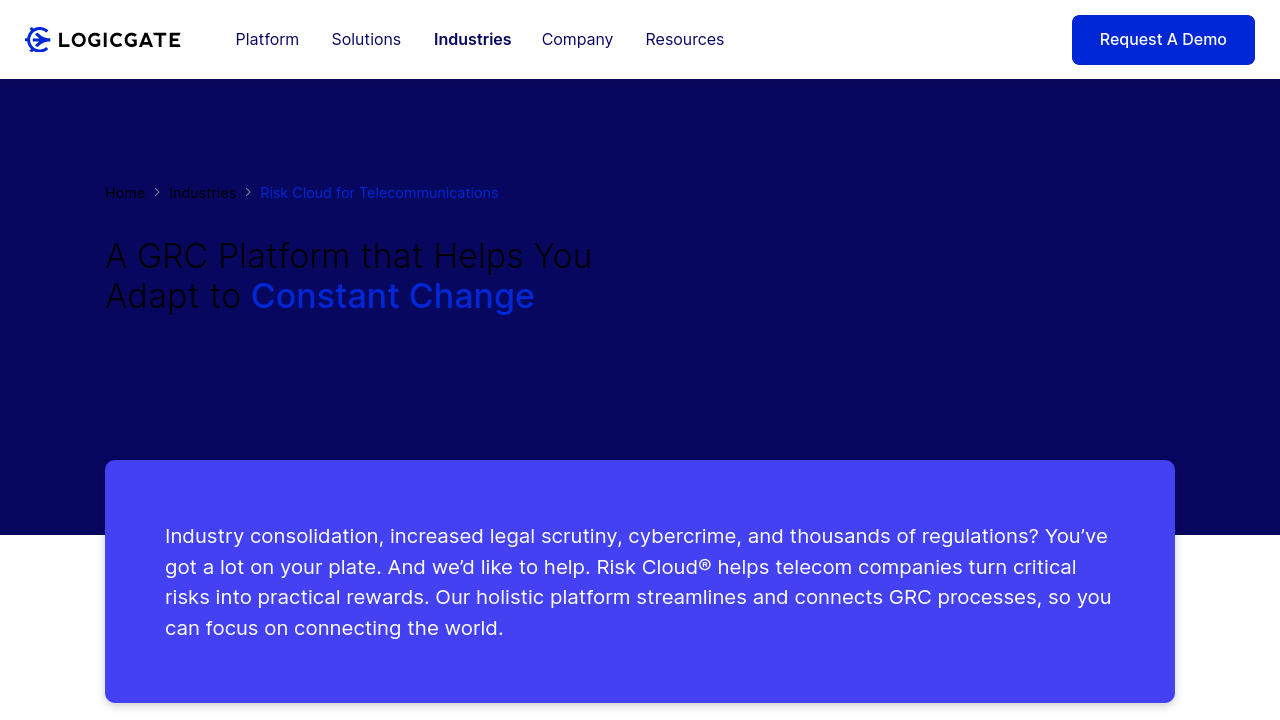 LOGICGATE
Platform
Solutions
Industries
Company
Resources
Request A Demo
Home
Industries
Risk Cloud for Telecommunications
A GRC Platform that Helps You
Adapt to Constant Change
Industry consolidation, increased legal scrutiny, cybercrime, and thousands of regulations? You’ve
got a lot on your plate. And we’d like to help. Risk Cloud® helps telecom companies turn critical
risks into practical rewards. Our holistic platform streamlines and connects GRC processes, so you
can focus on connecting the world.